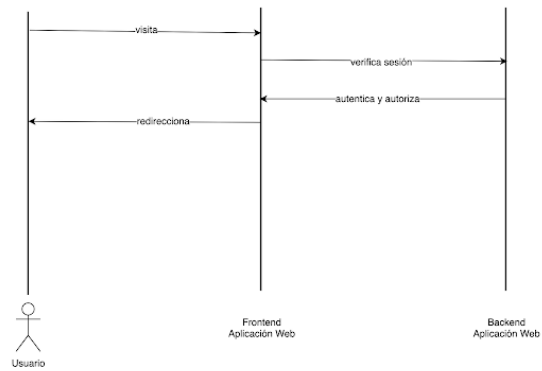 visita
verifica sesión
autentica y autoriza
redirecciona
Frontend
Aplicación Web
Backend
Aplicación Web
Usuario